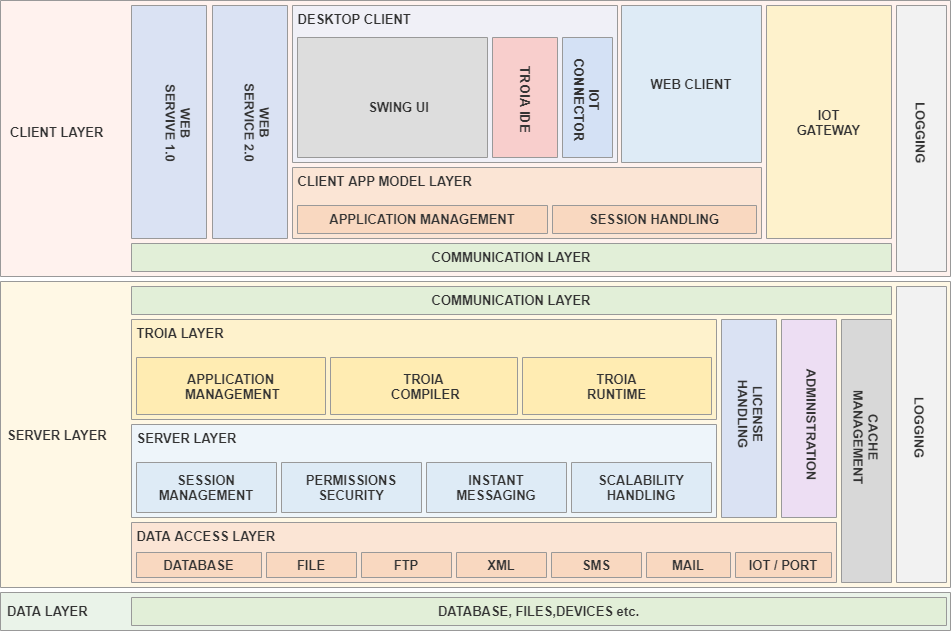 CLIENT LAYER
WEB
SERVIVE 1.0
WEB
SERVICE 2.0
DESKTOP CLIENT
SWING UI
TROIA IDE
IOT
CONNECTOR
WEB CLIENT
IOT
GATEWAY
LOGGING
CLIENT APP MODEL LAYER
APPLICATION MANAGEMENT
SESSION HANDLING
COMMUNICATION LAYER
SERVER LAYER
COMMUNICATION LAYER
TROIA LAYER
APPLICATION
MANAGEMENT
TROIA
COMPILER
TROIA
RUNTIME
LICENSE
HANDLING
ADMINISTRATION
CACHE
MANAGEMENT
LOGGING
SERVER LAYER
SESSION
MANAGEMENT
PERMISSIONS
SECURITY
INSTANT
MESSAGING
SCALABILITY
HANDLING
DATA ACCESS LAYER
DATABASE
FILE
FTP
XML
SMS
MAIL
IOT / PORT
DATA LAYER
DATABASE, FILES,DEVICES etc.